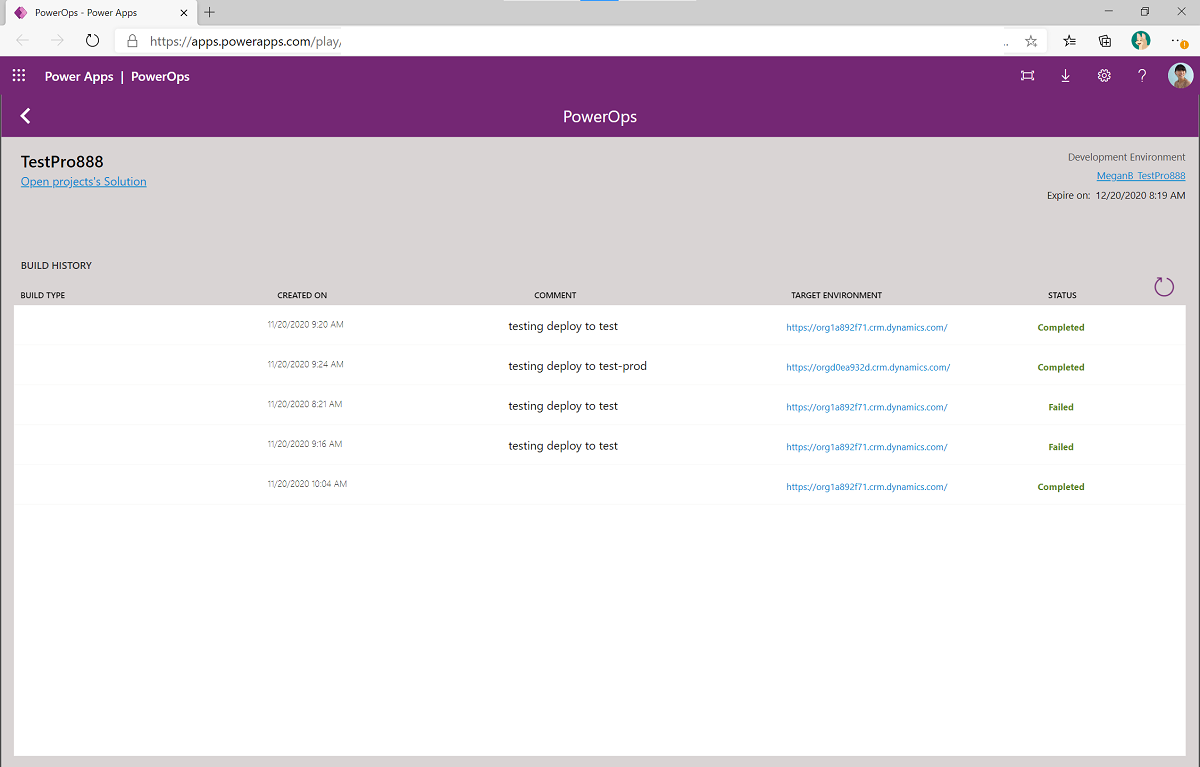 PowerOps - Power Apps
https://apps.powerapps.com/play/
Power Apps | PowerOps
PowerOps
TestPro888
Open projects's Solution
Development Environment
MeganB_TestPro888
Expire on: 12/20/2020 8:19 AM
BUILD HISTORY
BUILD TYPE CREATED ON COMMENT TARGET ENVIRONMENT STATUS
11/20/2020 9:20 AM testing deploy to test https://org1a892f71.crm.dynamics.com/ Completed
11/20/2020 9:24 AM testing deploy to test-prod https://orgd0ea932d.crm.dynamics.com/ Completed
11/20/2020 8:21 AM testing deploy to test https://org1a892f71.crm.dynamics.com/ Failed
11/20/2020 9:16 AM testing deploy to test https://org1a892f71.crm.dynamics.com/ Failed
11/20/2020 10:04 AM https://org1a892f71.crm.dynamics.com/ Completed